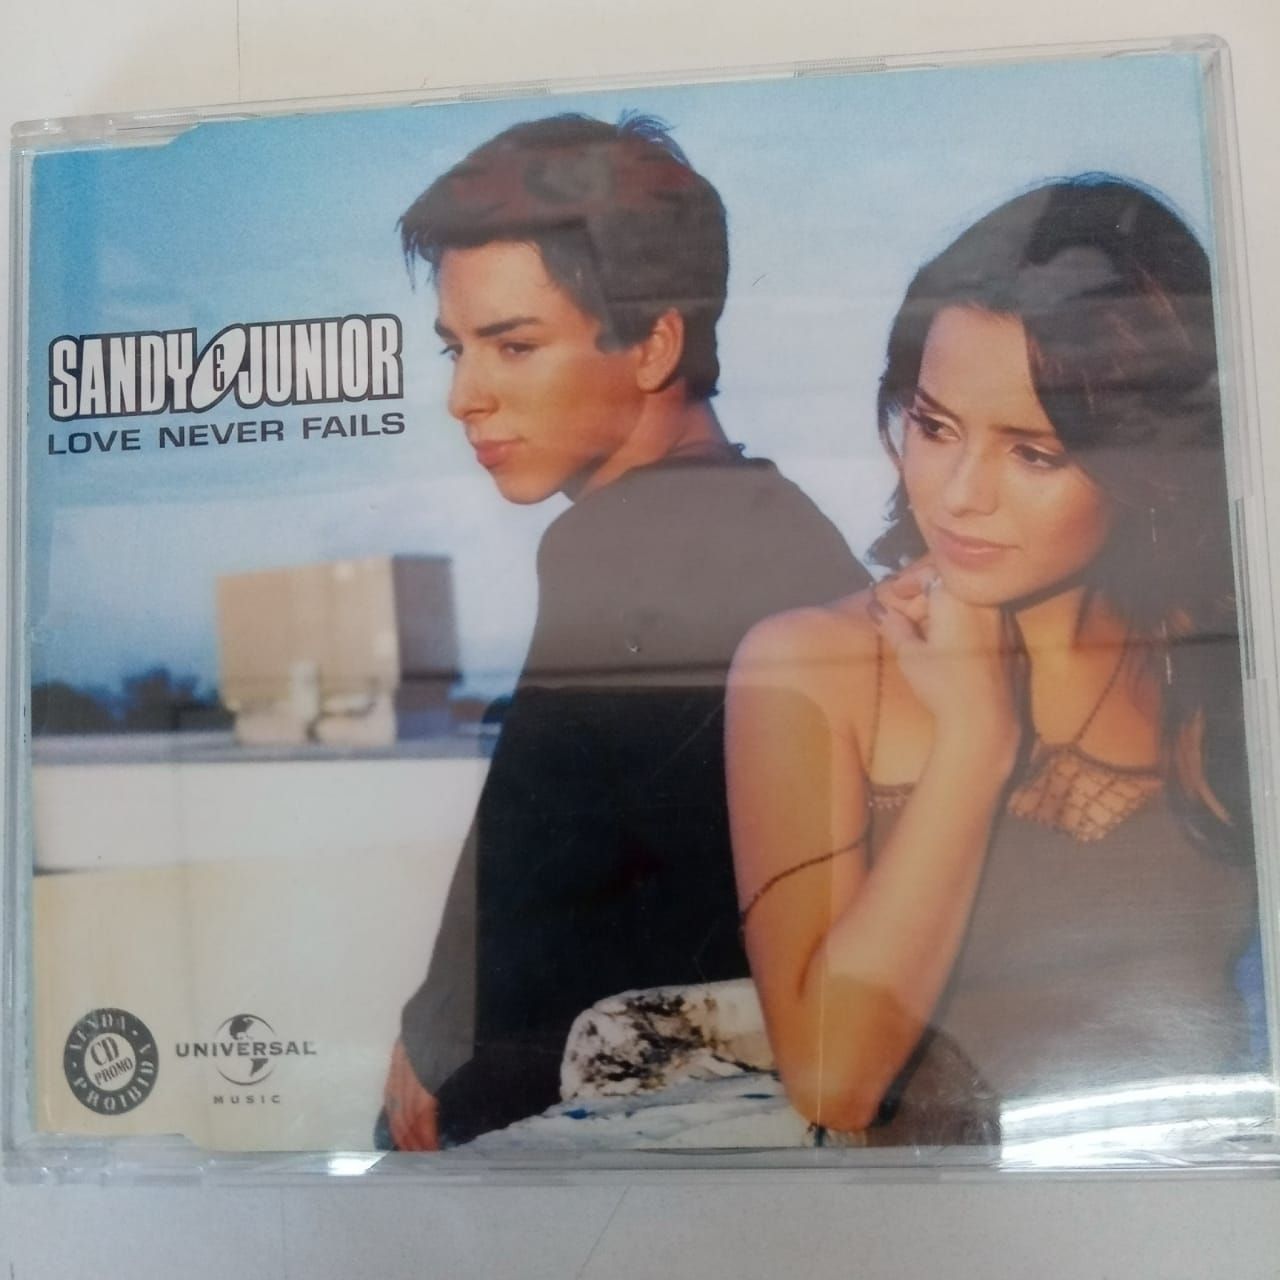 SANDY & JUNIOR
LOVE NEVER FAILS
VENDA
CD
PROMO
PROIBIDA
UNIVERSAL
MUSIC